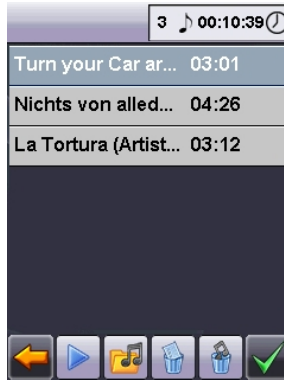 3 00:10:39
Turn your Car ar... 03:01
Nichts von alled... 04:26
La Tortura (Artist... 03:12